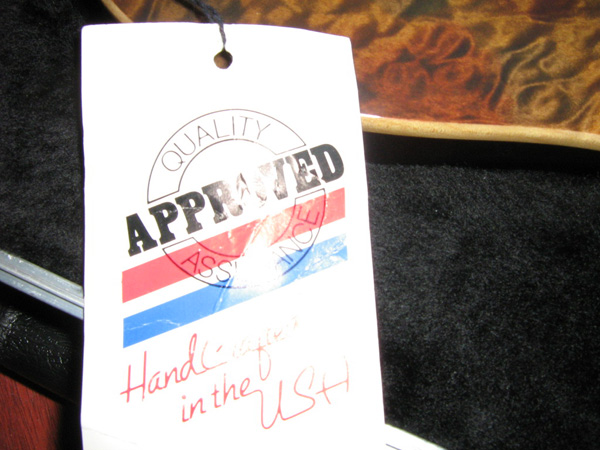 QUALITY
APPROVED
ASSURANCE
HandCrafted
in the USA